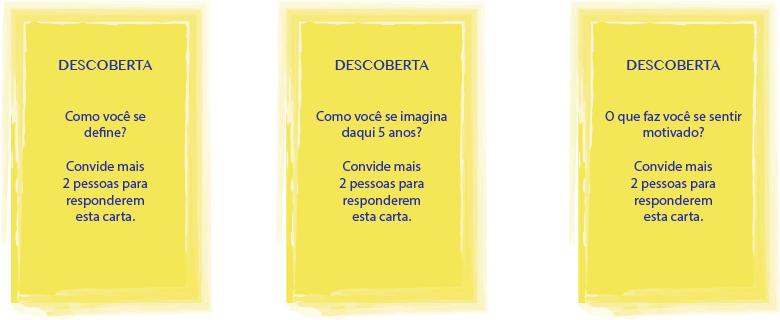 DESCOBERTA
Como você se
define?
Convide mais
2 pessoas para
responderem
esta carta.
DESCOBERTA
Como você se imagina
daqui 5 anos?
Convide mais
2 pessoas para
responderem
esta carta.
DESCOBERTA
O que faz você se sentir
motivado?
Convide mais
2 pessoas para
responderem
esta carta.